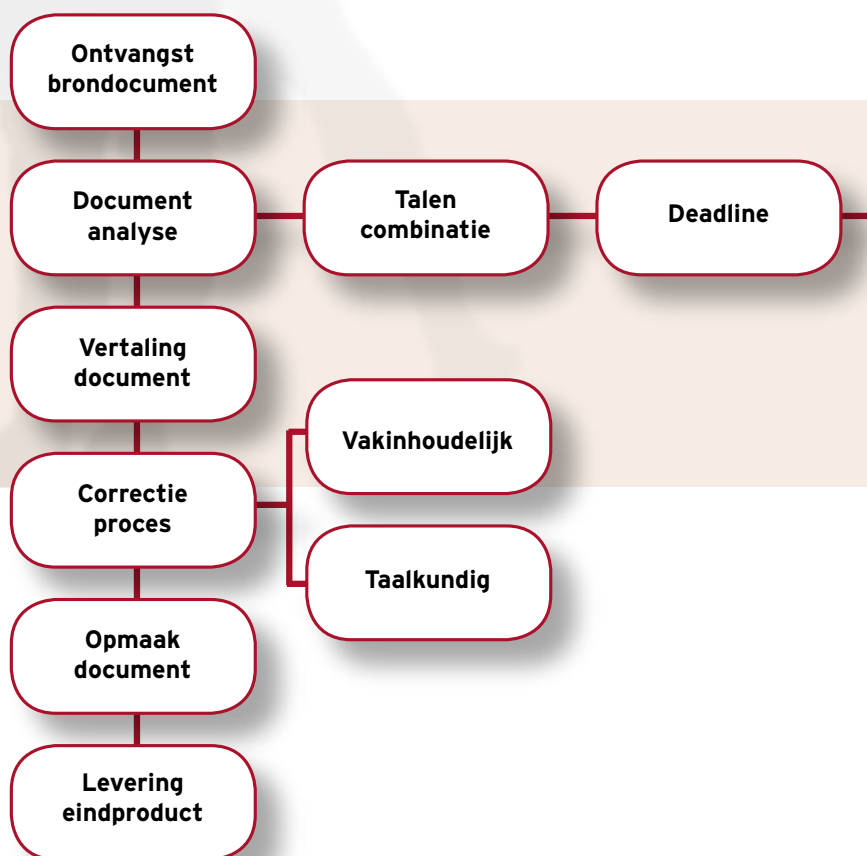 Ontvangst
brondocument
Document
analyse
Talen
combinatie
Deadline
Vertaling
document
Vakinhoudelijk
Correctie
proces
Taalkundig
Opmaak
document
Levering
eindproduct